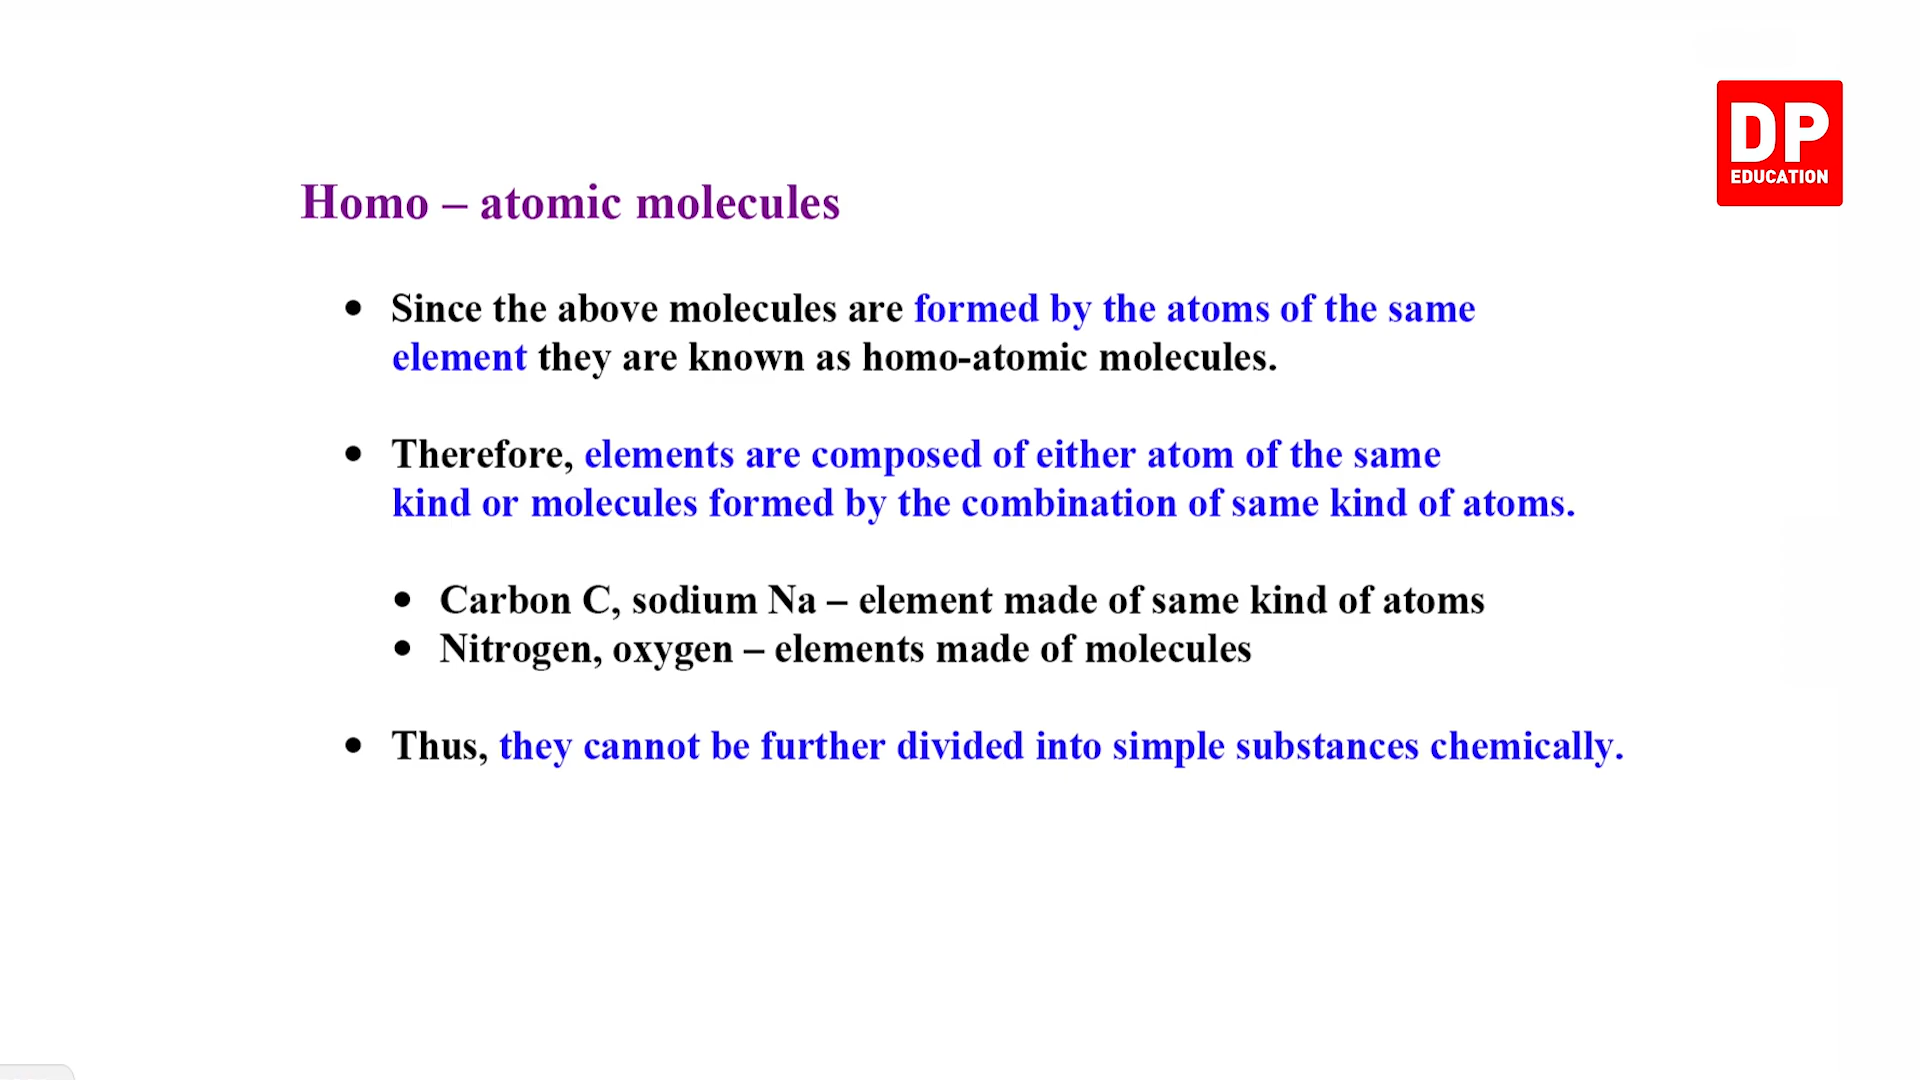 DP
EDUCATION
Homo – atomic molecules
• Since the above molecules are formed by the atoms of the same
element they are known as homo-atomic molecules.
• Therefore, elements are composed of either atom of the same
kind or molecules formed by the combination of same kind of atoms.
• Carbon C, sodium Na – element made of same kind of atoms
• Nitrogen, oxygen – elements made of molecules
• Thus, they cannot be further divided into simple substances chemically.